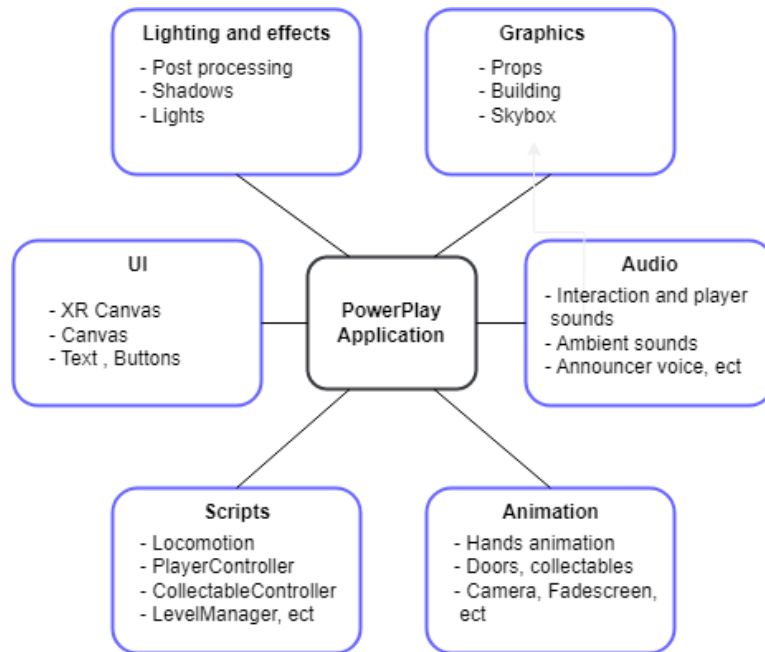 Lighting and effects
- Post processing
- Shadows
- Lights
Graphics
- Props
- Building
- Skybox
UI
- XR Canvas
- Canvas
- Text , Buttons
PowerPlay
Application
Audio
- Interaction and player
sounds
- Ambient sounds
- Announcer voice, ect
Scripts
- Locomotion
- PlayerController
- CollectableController
- LevelManager, ect
Animation
- Hands animation
- Doors, collectables
- Camera, Fadescreen,
ect